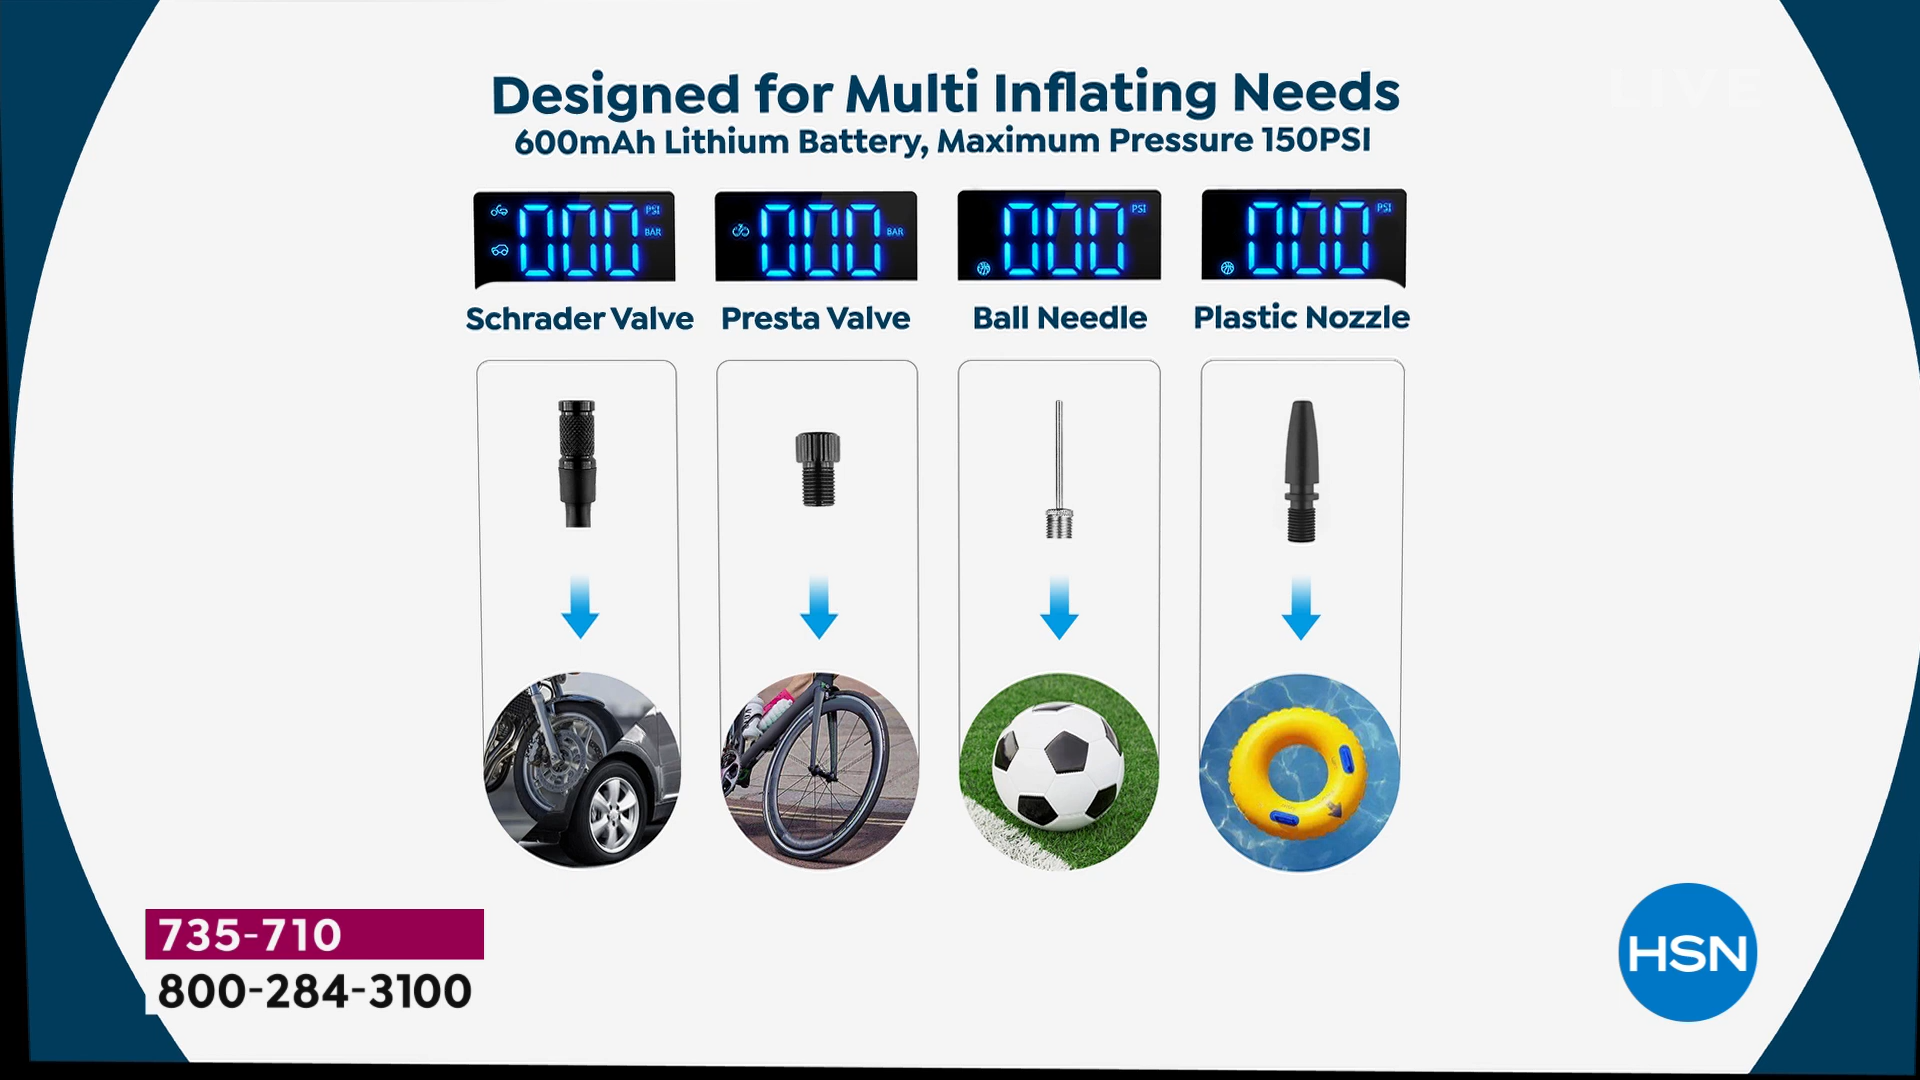 LIVE
Designed for Multi Inflating Needs
600mAh Lithium Battery, Maximum Pressure 150PSI
000 PSI BAR
000 BAR
000 PSI
000 PSI
Schrader Valve
Presta Valve
Ball Needle
Plastic Nozzle
735-710
800-284-3100
HSN